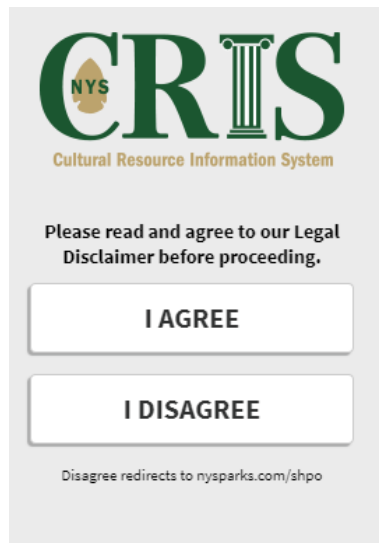 NYS
CRIS
Cultural Resource Information System
Please read and agree to our Legal
Disclaimer before proceeding.
I AGREE
I DISAGREE
Disagree redirects to nysparks.com/shpo